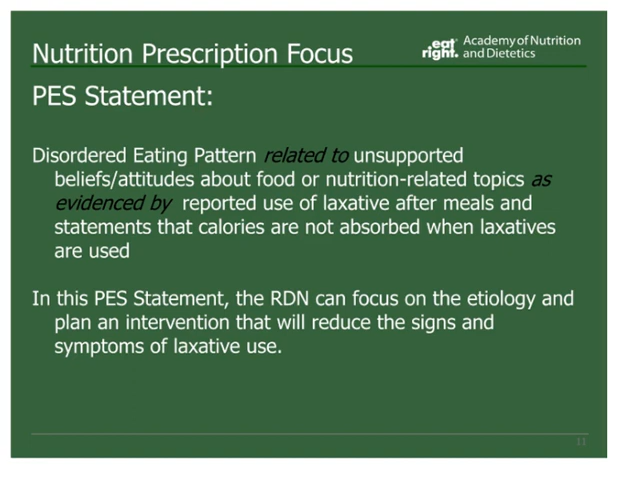 Nutrition Prescription Focus
eat right. Academy of Nutrition and Dietetics
PES Statement:
Disordered Eating Pattern related to unsupported
beliefs/attitudes about food or nutrition-related topics as
evidenced by reported use of laxative after meals and
statements that calories are not absorbed when laxatives
are used
In this PES Statement, the RDN can focus on the etiology and
plan an intervention that will reduce the signs and
symptoms of laxative use.
11